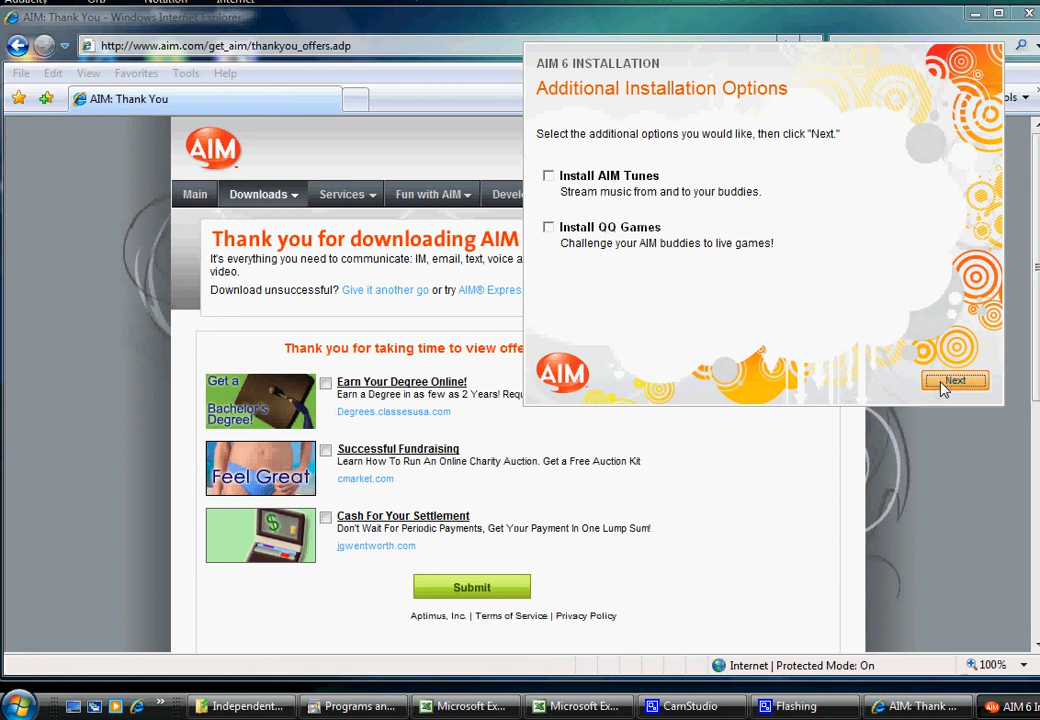 Audacity Orb Notation Internet
AIM: Thank You - Windows Internet Explorer
http://www.aim.com/get_aim/thankyou_offers.adp
File Edit View Favorites Tools Help
AIM: Thank You
ols
AIM
Main Downloads Services Fun with AIM Devel
Thank you for downloading AIM
It's everything you need to communicate: IM, email, text, voice a
video.
Download unsuccessful? Give it another go or try AIM® Expres
Thank you for taking time to view offe
Get a
Bachelor's
Degree!
Earn Your Degree Online!
Earn a Degree in as few as 2 Years! Requ
Degrees.classesusa.com
Feel Great
Successful Fundraising
Learn How To Run An Online Charity Auction. Get a Free Auction Kit
cmarket.com
Cash For Your Settlement
Don't Wait For Periodic Payments, Get Your Payment In One Lump Sum!
jgwentworth.com
Submit
Aptimus, Inc. | Terms of Service | Privacy Policy
AIM 6 INSTALLATION
Additional Installation Options
Select the additional options you would like, then click "Next."
Install AIM Tunes
Stream music from and to your buddies.
Install QQ Games
Challenge your AIM buddies to live games!
AIM
Next
Internet | Protected Mode: On
100%
Independent... Programs an... Microsoft Ex... Microsoft Ex... CamStudio Flashing AIM: Thank ... AIM 6 In